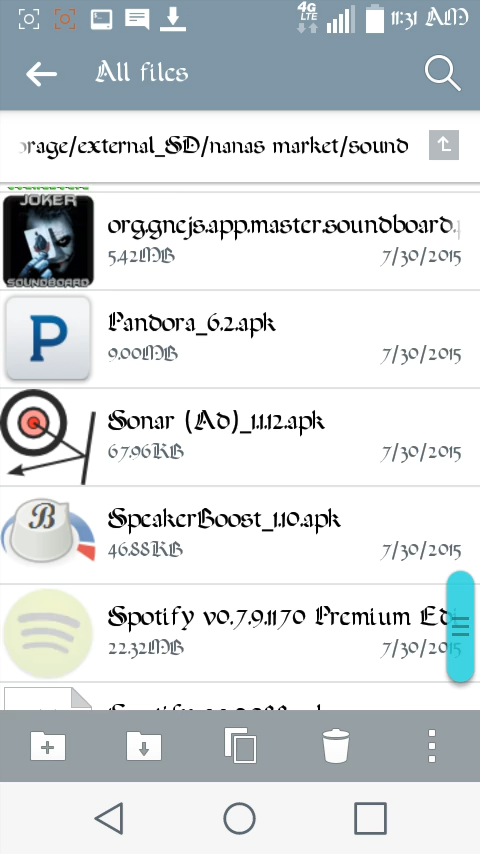 4G
LTE
11:31 AM
All files
orage/external_SD/nanas market/sound
JOKER
SOUNDBOARD
org.gncjs.app.master.soundboard.
5.42MB 7/30/2015
P
Pandora_6.2.apk
9.00MB 7/30/2015
Sonar (Ad)_1.1.12.apk
67.96KB 7/30/2015
B
SpeakerBoost_1.10.apk
46.88KB 7/30/2015
Spotify v0.7.9.1170 Premium Ed
22.32MB 7/30/2015